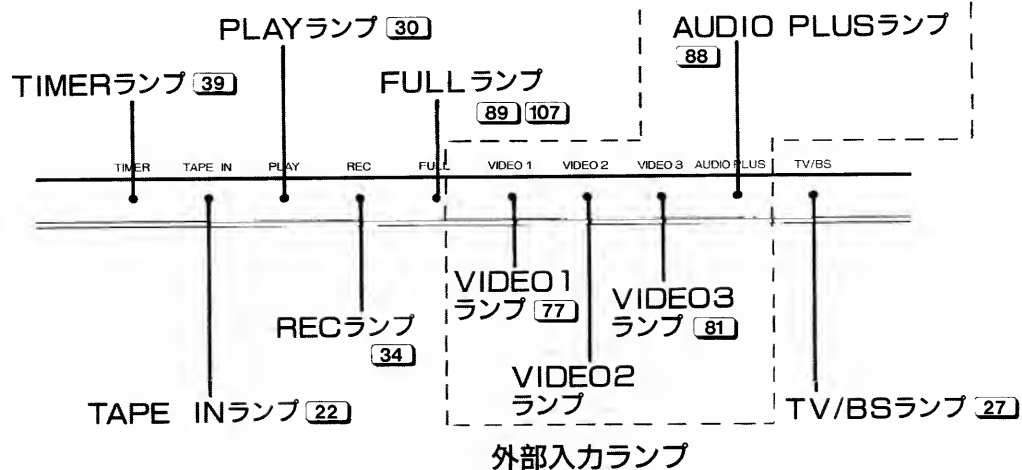 PLAYランプ 30
AUDIO PLUSランプ
88
TIMERランプ 39
FULLランプ
89 107
TIMER TAPE IN PLAY REC FULL VIDEO 1 VIDEO 2 VIDEO 3 AUDIO PLUS TV/BS
VIDEO1
ランプ 77
VIDEO3
ランプ 81
RECランプ
34
VIDEO2
ランプ
TAPE INランプ 22
TV/BSランプ 27
外部入力ランプ